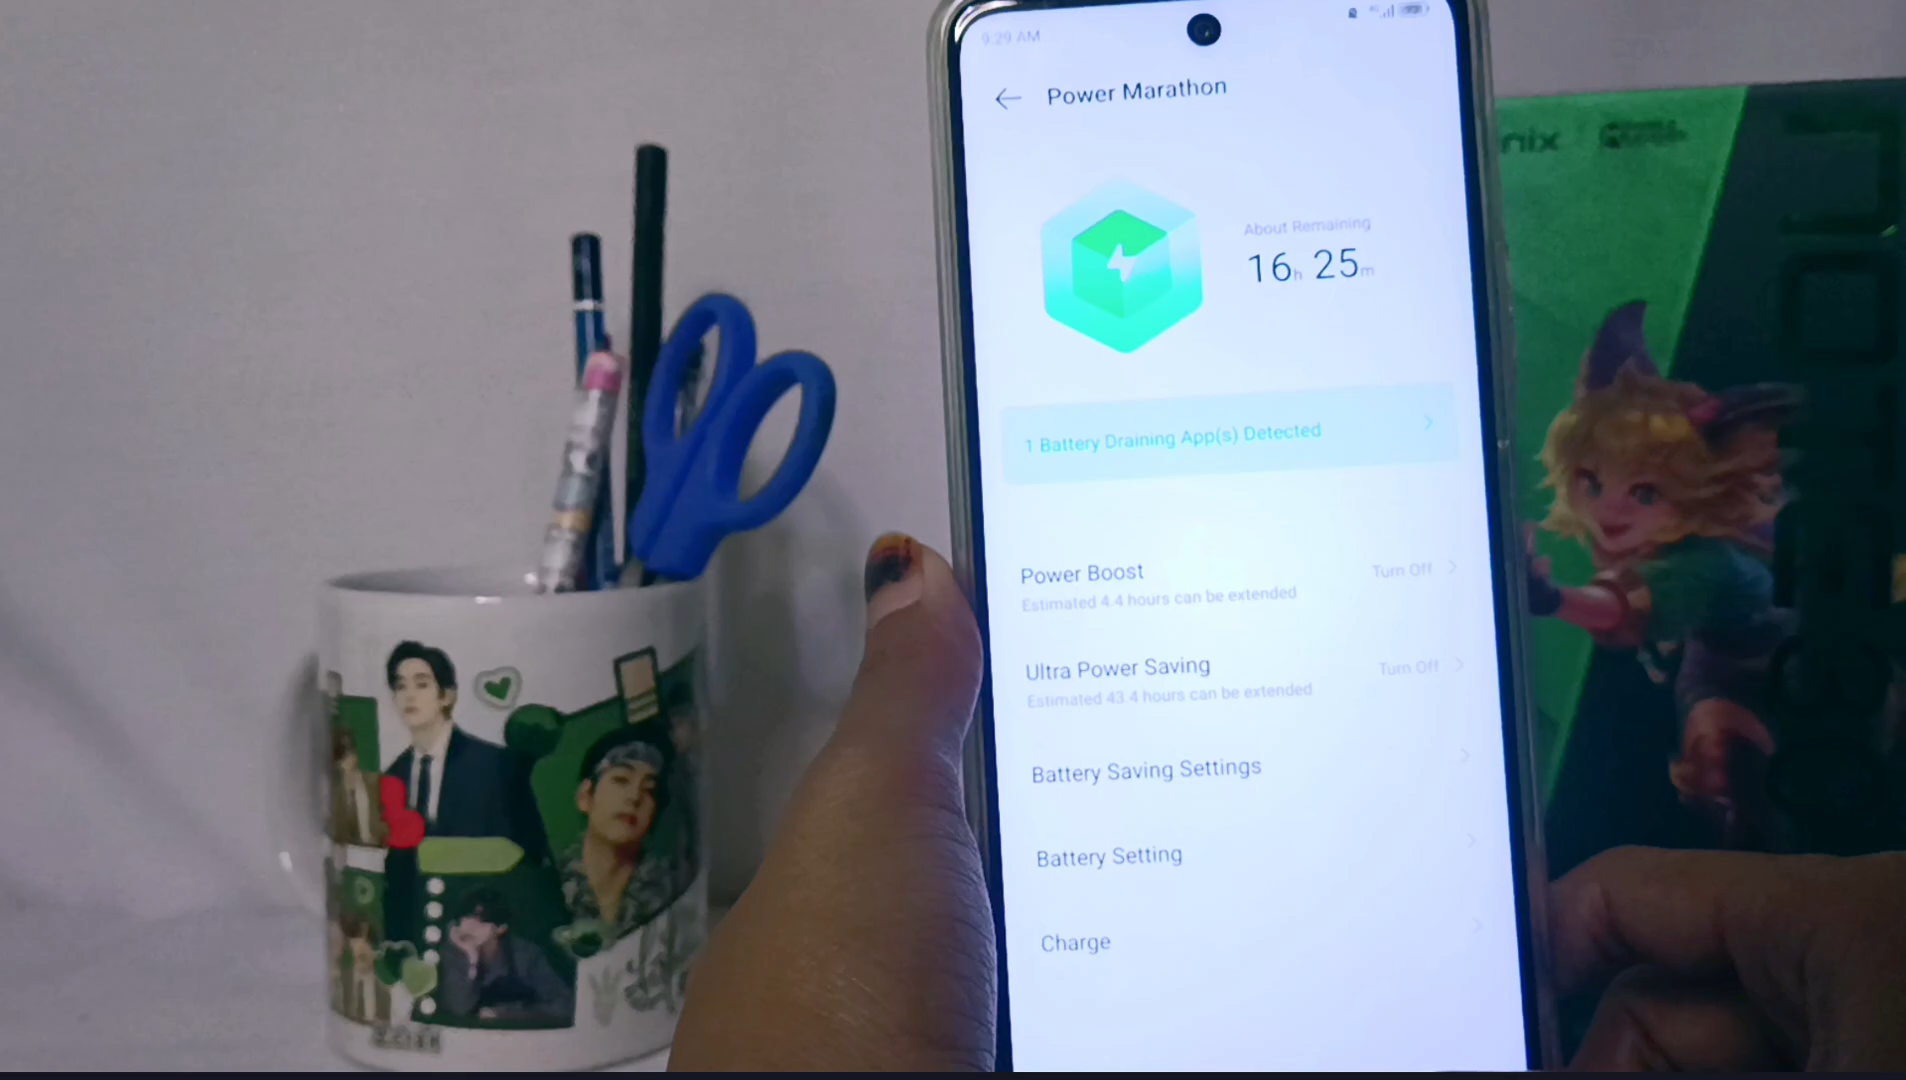 9:29 AM
Power Marathon
About Remaining
16h 25m
1 Battery Draining App(s) Detected
Power Boost
Turn Off
Estimated 4.4 hours can be extended
Ultra Power Saving
Turn Off
Estimated 43.4 hours can be extended
Battery Saving Settings
Battery Setting
Charge
nix